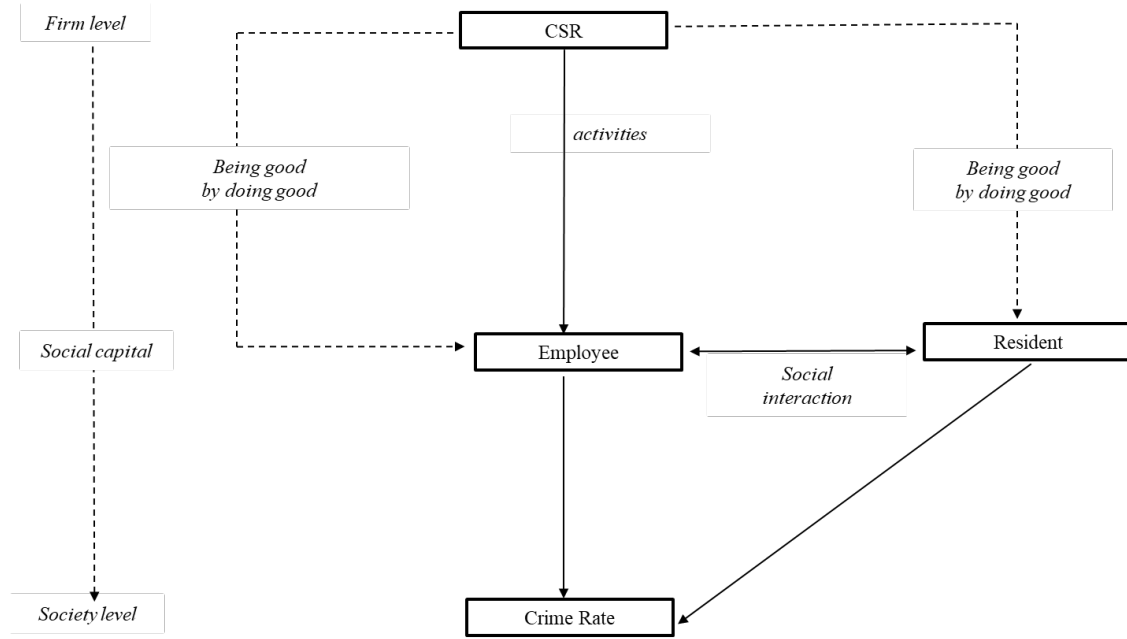 Firm level
CSR
activities
Being good
by doing good
Being good
by doing good
Social capital
Employee
Resident
Social
interaction
Society level
Crime Rate